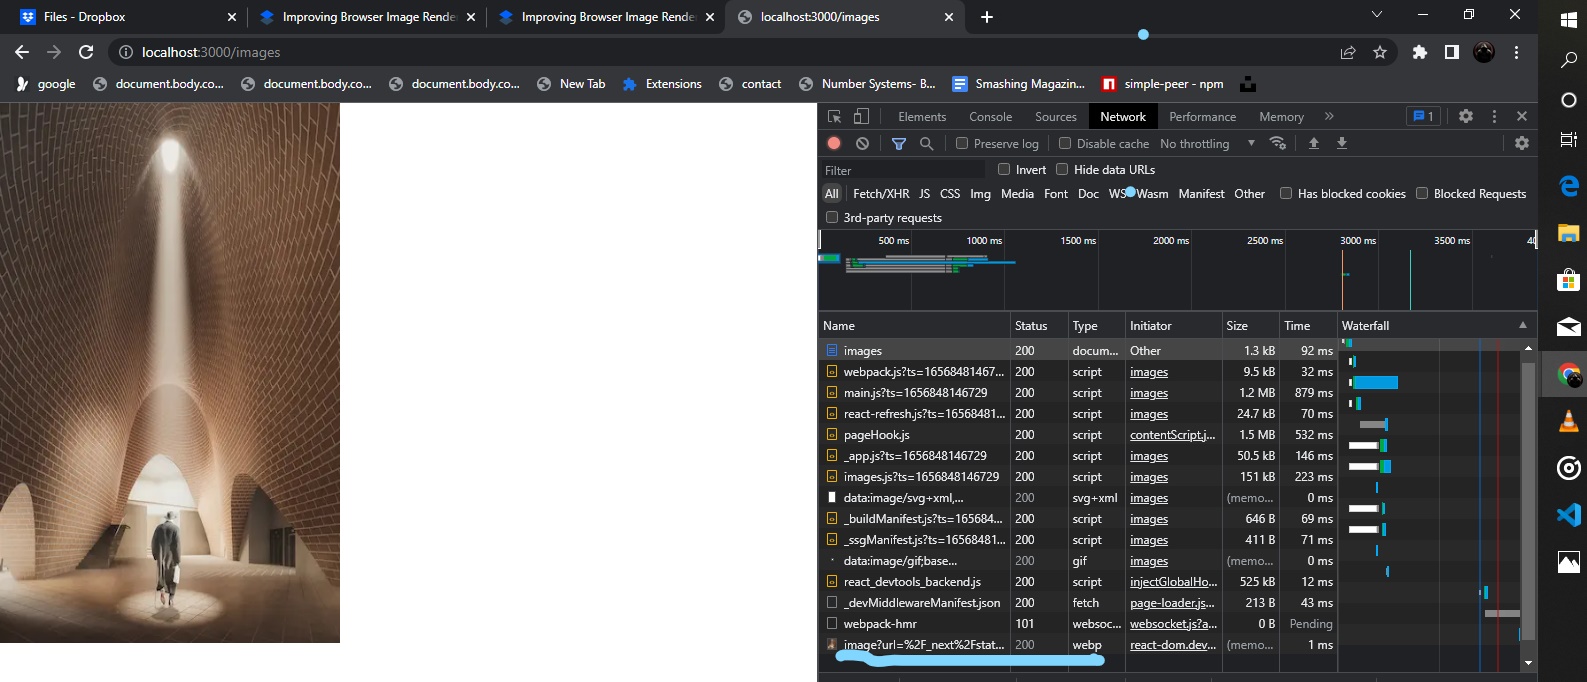 Files - Dropbox
Improving Browser Image Rende
Improving Browser Image Rende
localhost:3000/images
localhost:3000/images
google
document.body.co...
document.body.co...
document.body.co...
New Tab
Extensions
contact
Number Systems- B...
Smashing Magazin...
simple-peer - npm
Elements Console Sources Network Performance Memory » 1
Preserve log Disable cache No throttling
Filter Invert Hide data URLs
All Fetch/XHR JS CSS Img Media Font Doc WS Wasm Manifest Other Has blocked cookies Blocked Requests
3rd-party requests
500 ms 1000 ms 1500 ms 2000 ms 2500 ms 3000 ms 3500 ms 40
Name Status Type Initiator Size Time Waterfall
images 200 docum... Other 1.3 kB 92 ms
webpack.js?ts=16568481467... 200 script images 9.5 kB 32 ms
main.js?ts=1656848146729 200 script images 1.2 MB 879 ms
react-refresh.js?ts=16568481... 200 script images 24.7 kB 70 ms
pageHook.js 200 script contentScript.j... 1.5 MB 532 ms
_app.js?ts=1656848146729 200 script images 50.5 kB 146 ms
images.js?ts=1656848146729 200 script images 151 kB 223 ms
data:image/svg+xml,... 200 svg+xml images (memo... 0 ms
_buildManifest.js?ts=165684... 200 script images 646 B 69 ms
_ssgManifest.js?ts=16568481... 200 script images 411 B 71 ms
data:image/gif;base... 200 gif images (memo... 0 ms
react_devtools_backend.js 200 script injectGlobalHo... 525 kB 12 ms
_devMiddlewareManifest.json 200 fetch page-loader.js... 213 B 43 ms
webpack-hmr 101 websoc... websocket.js?a... 0 B Pending
image?url=%2F_next%2Fstat... 200 webp react-dom.dev... (memo... 1 ms